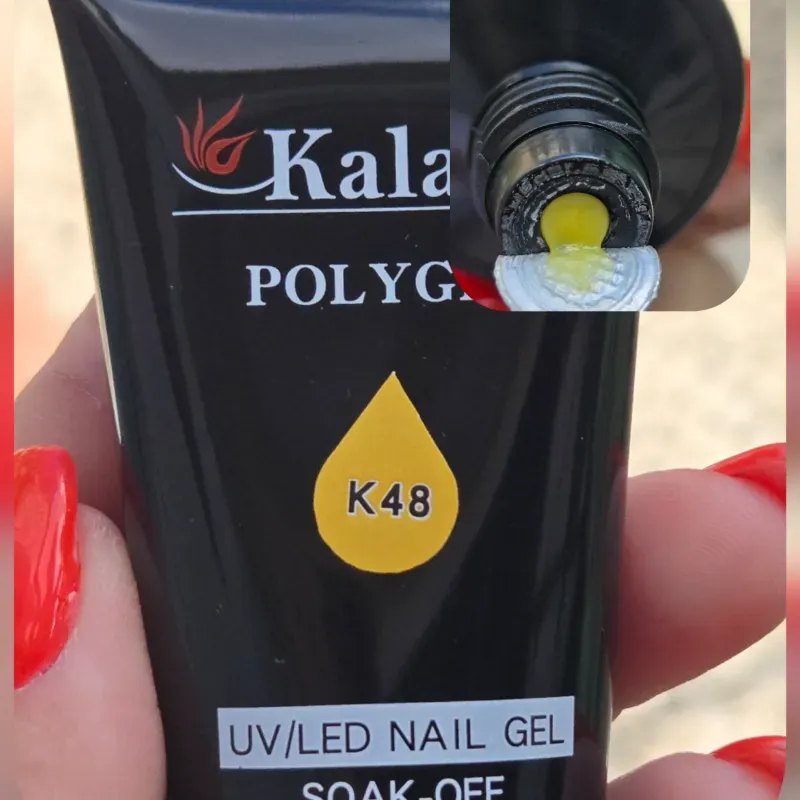 Kala
POLYG
K48
UV/LED NAIL GEL
SOAK-OFF